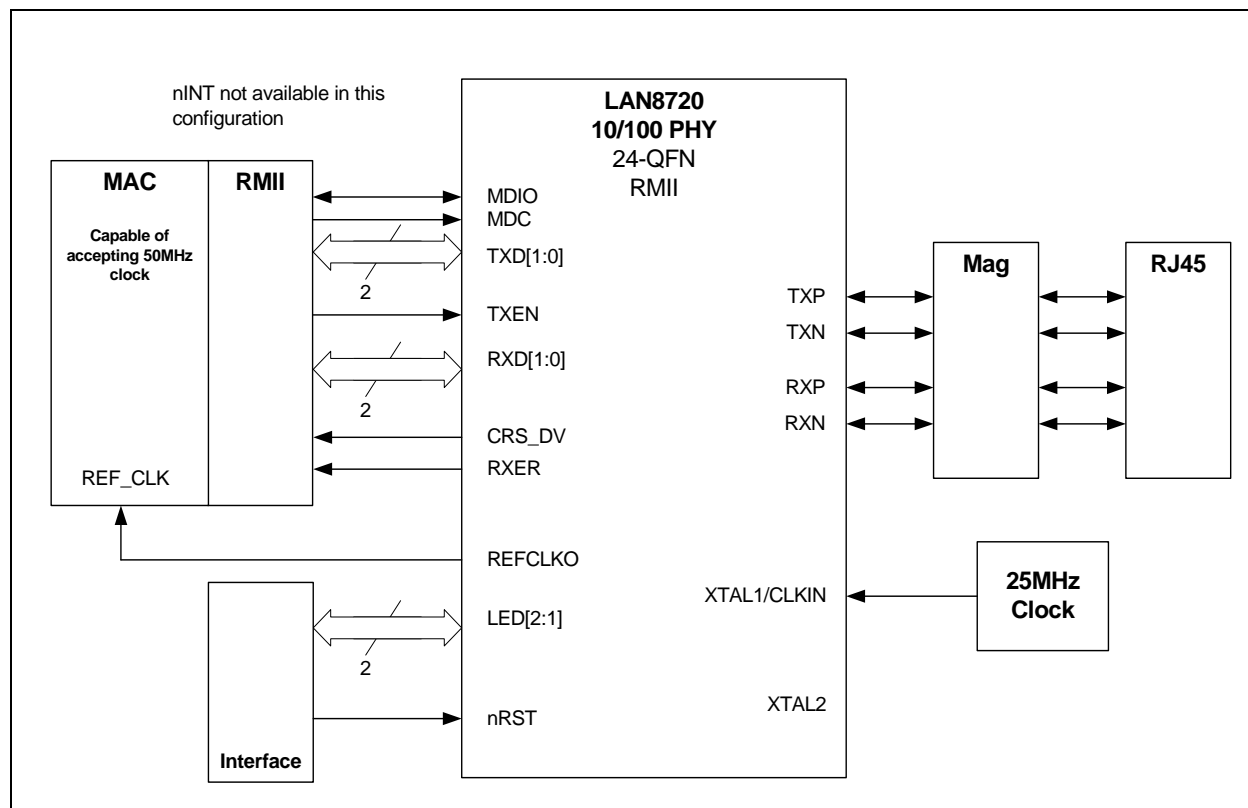 nINT not available in this
configuration
MAC
RMII
Capable of
accepting 50MHz
clock
REF_CLK
LAN8720
10/100 PHY
24-QFN
RMII
MDIO
MDC
TXD[1:0]
2
TXEN
RXD[1:0]
2
CRS_DV
RXER
REFCLKO
LED[2:1]
2
nRST
Interface
TXP
TXN
RXP
RXN
XTAL1/CLKIN
XTAL2
Mag
RJ45
25MHz
Clock